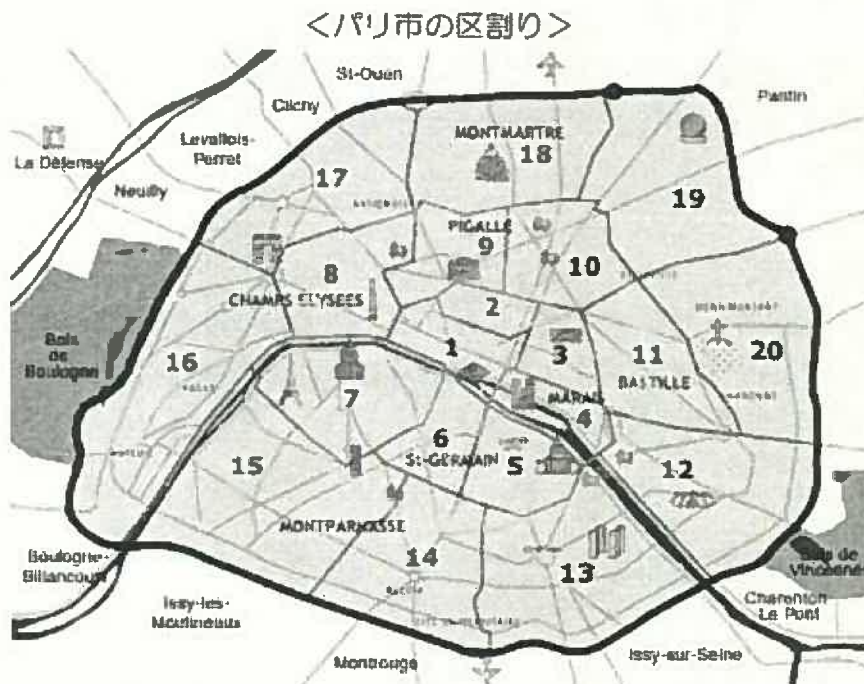 ＜パリ市の区割り＞
St-Ouen
Clichy
Pantin
Levallois-
Perret
La Défense
Neuilly
MONTMARTRE
18
17
19
PIGALLE
9
10
8
CHAMPS ELYSEES
2
Bois
de
Boulogne
16
1
3
11
BASTILLE
20
7
MARAIS
4
6
St-GERMAIN
5
15
12
MONTPARNASSE
14
13
Boulogne-
Billancourt
Bois de
Vincennes
Issy-les-
Moulineaux
Charenton
Le Pont
Montrouge
Issy-sur-Seine